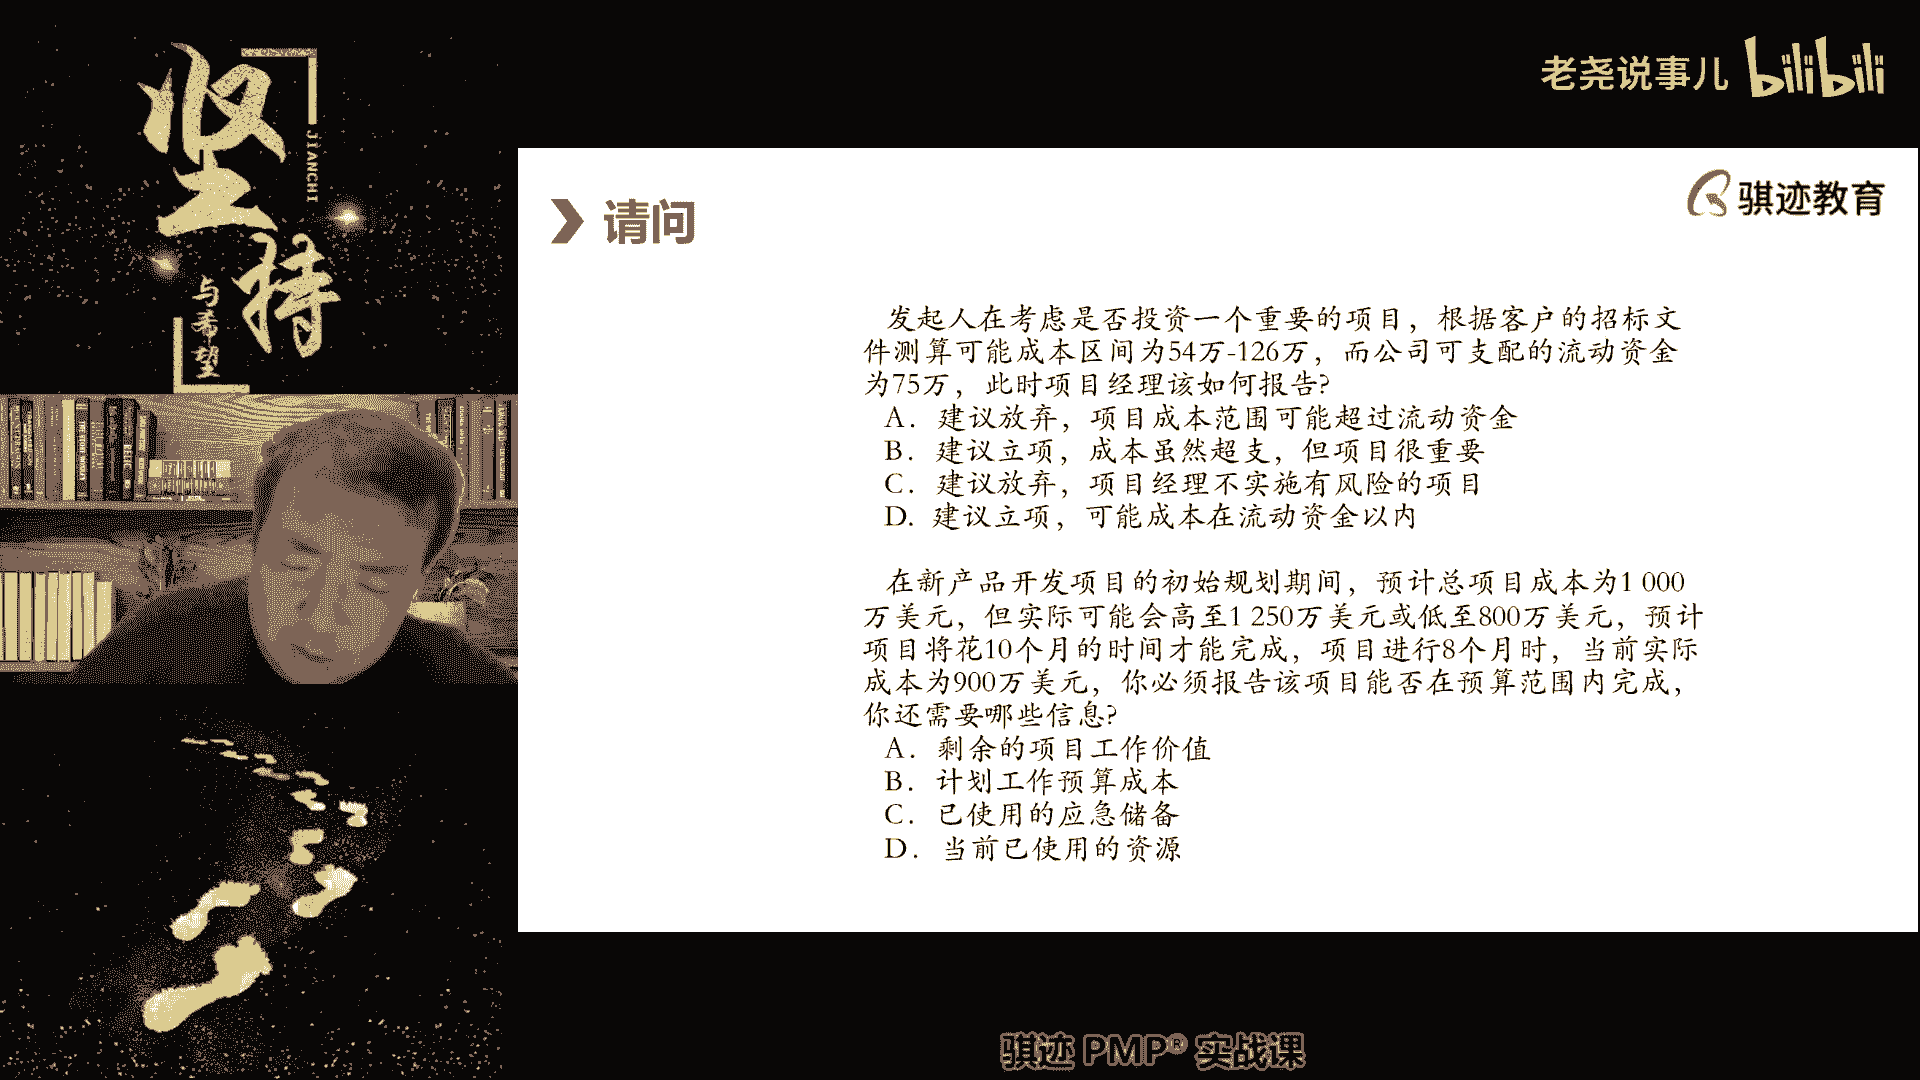 坚持
JIANCHI
与希望
老尧说事儿 bilibili
骐迹教育
请问
发起人在考虑是否投资一个重要的项目，根据客户的招标文
件测算可能成本区间为54万-126万，而公司可支配的流动资金
为75万，此时项目经理该如何报告?
A. 建议放弃，项目成本范围可能超过流动资金
B. 建议立项，成本虽然超支，但项目很重要
C. 建议放弃，项目经理不实施有风险的项目
D. 建议立项，可能成本在流动资金以内
在新产品开发项目的初始规划期间，预计总项目成本为1 000
万美元，但实际可能会高至1 250万美元或低至800万美元，预计
项目将花10个月的时间才能完成，项目进行8个月时，当前实际
成本为900万美元，你必须报告该项目能否在预算范围内完成，
你还需要哪些信息?
A. 剩余的项目工作价值
B. 计划工作预算成本
C. 已使用的应急储备
D. 当前已使用的资源
骐迹 PMP® 实战课